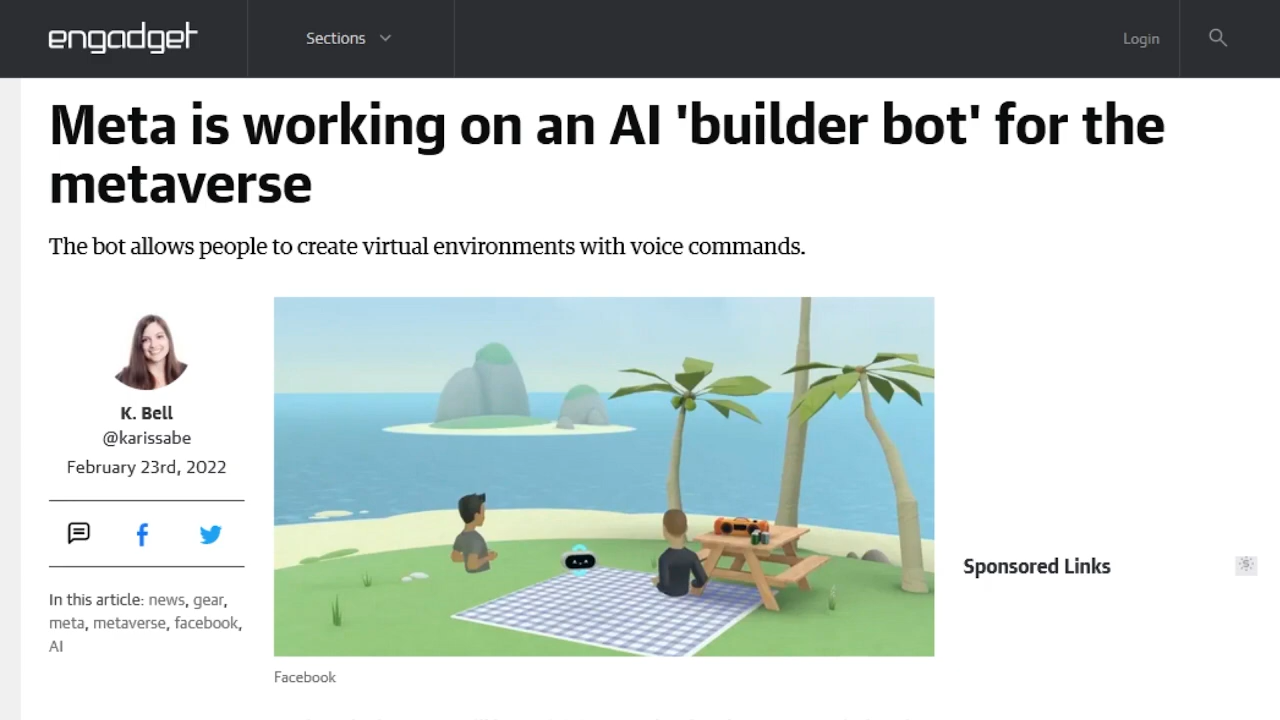 engadget
Sections
Login
Meta is working on an AI 'builder bot' for the
metaverse
The bot allows people to create virtual environments with voice commands.
K. Bell
@karissabe
February 23rd, 2022
In this article: news, gear,
meta, metaverse, facebook,
AI
Facebook
Sponsored Links